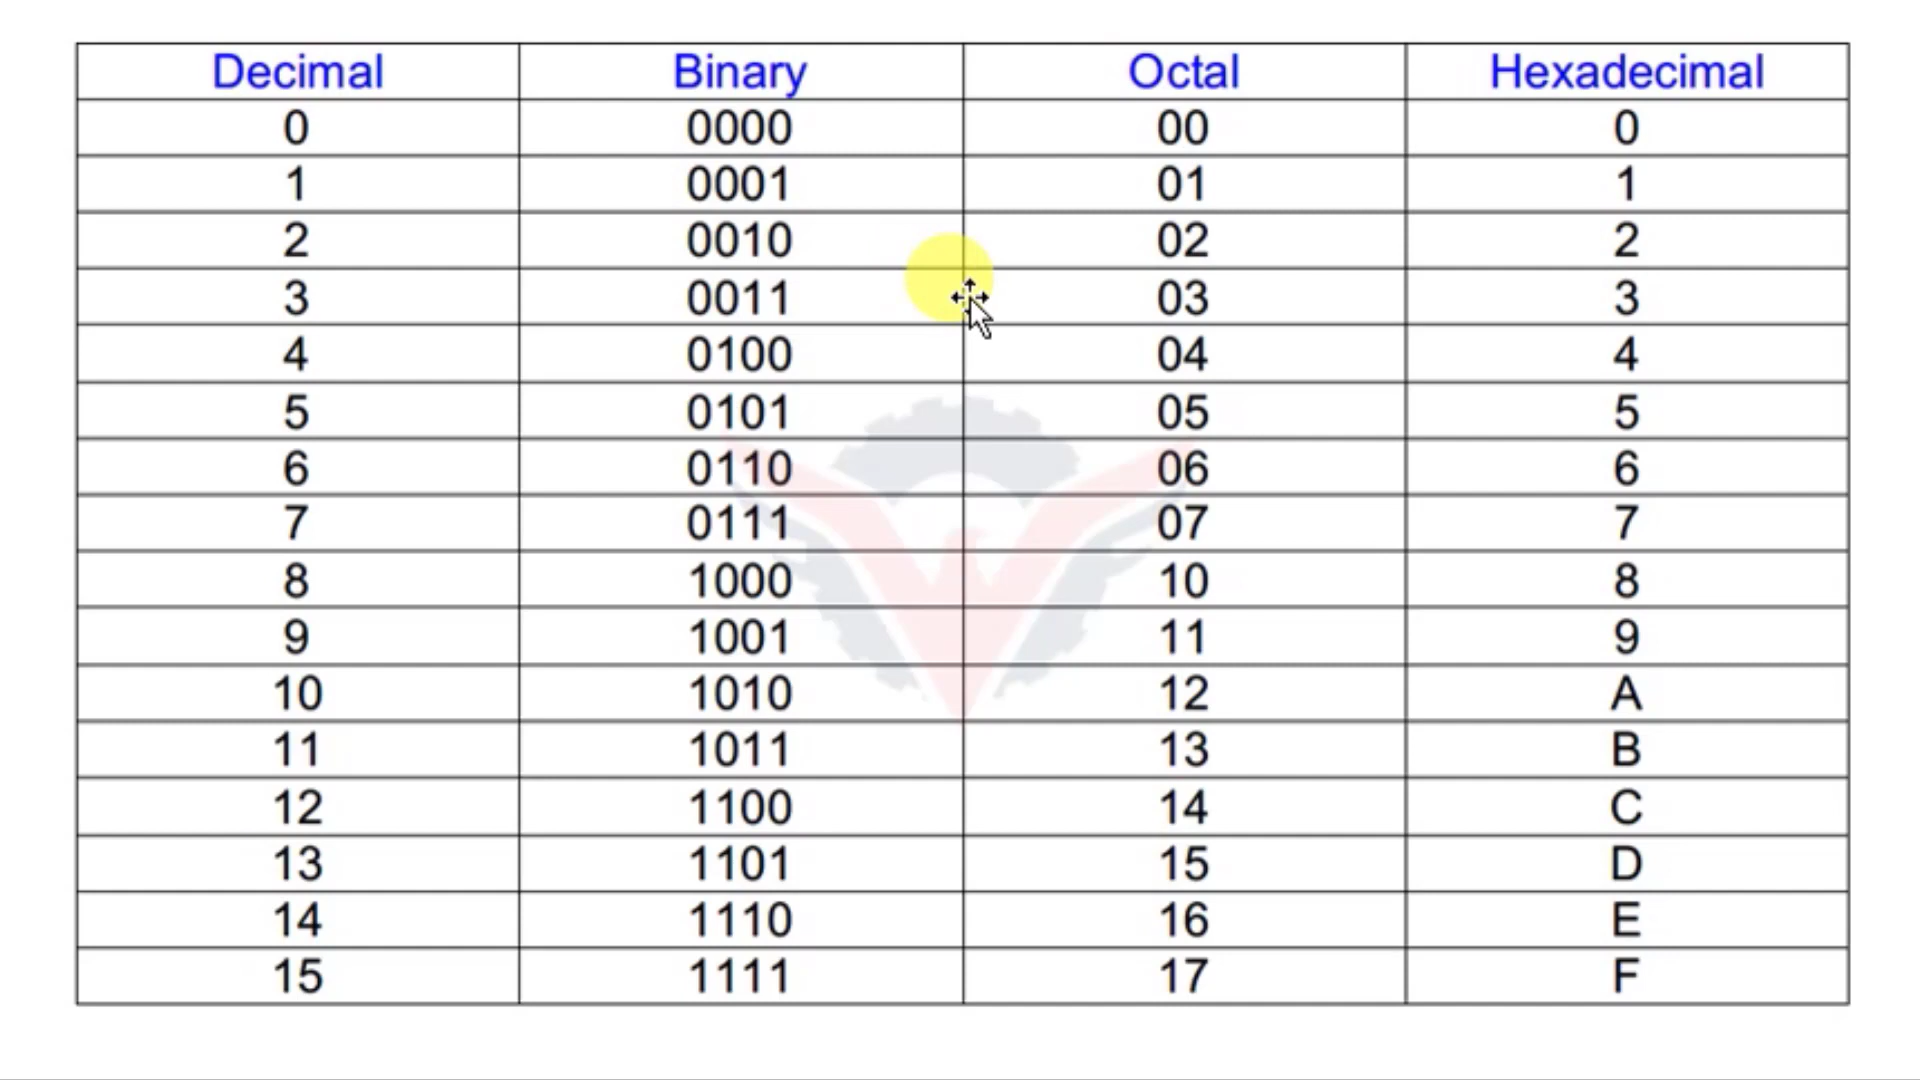 Decimal Binary Octal Hexadecimal
0 0000 00 0
1 0001 01 1
2 0010 02 2
3 0011 03 3
4 0100 04 4
5 0101 05 5
6 0110 06 6
7 0111 07 7
8 1000 10 8
9 1001 11 9
10 1010 12 A
11 1011 13 B
12 1100 14 C
13 1101 15 D
14 1110 16 E
15 1111 17 F